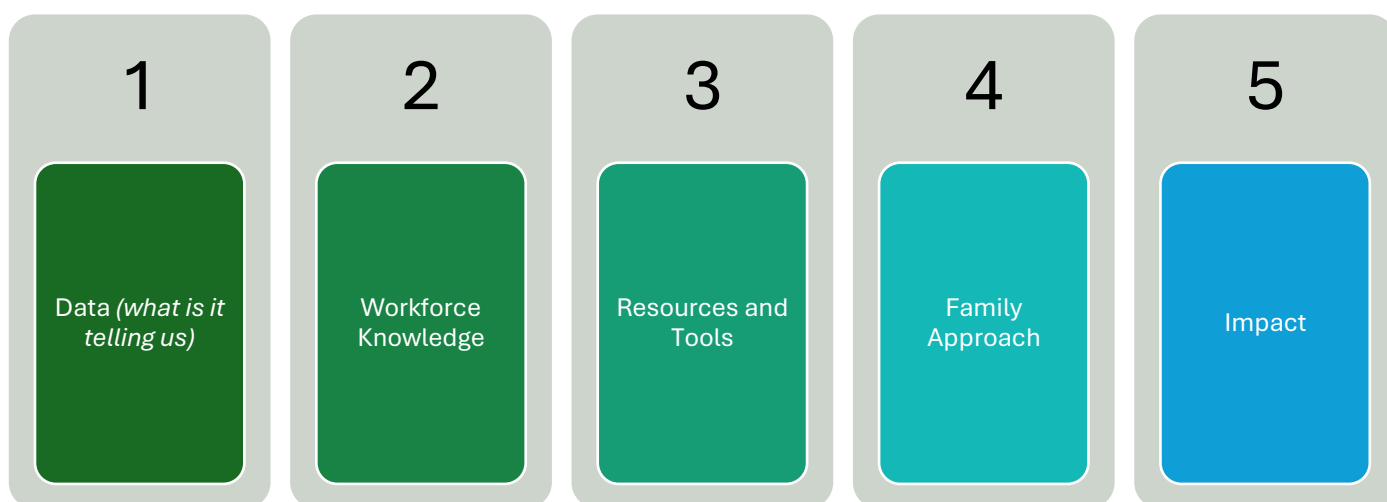 1
Data (what is it
telling us)
2
Workforce
Knowledge
3
Resources and
Tools
4
Family
Approach
5
Impact